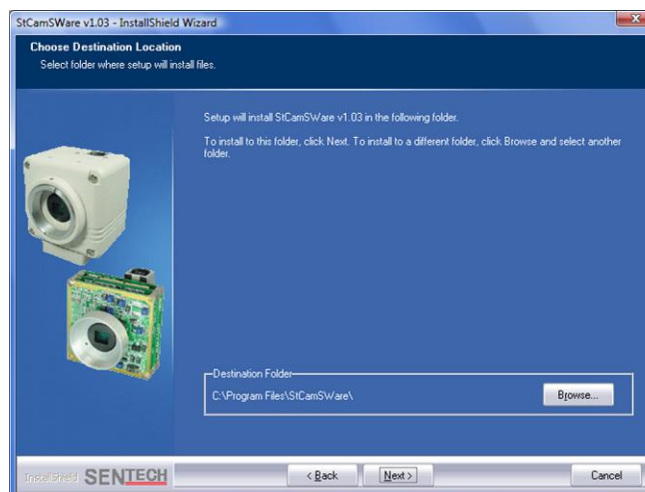 StCamSWare v1.03 - InstallShield Wizard
Choose Destination Location
Select folder where setup will install files.
Setup will install StCamSWare v1.03 in the following folder.
To install to this folder, click Next. To install to a different folder, click Browse and select another
folder.
Destination Folder
C:\Program Files\StCamSWare\
Browse...
InstallShield SENTECH
< Back
Next >
Cancel